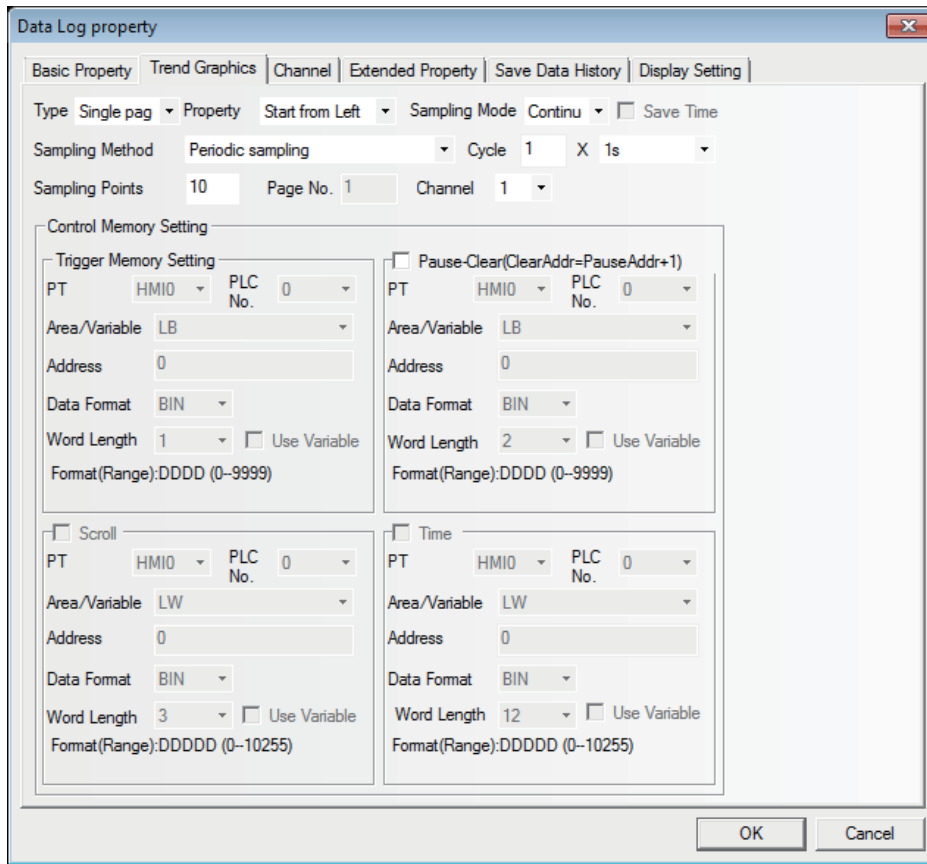 Data Log property
Basic Property Trend Graphics Channel Extended Property Save Data History Display Setting
Type Single pag Property Start from Left Sampling Mode Continu Save Time
Sampling Method Periodic sampling Cycle 1 X 1s
Sampling Points 10 Page No. 1 Channel 1
Control Memory Setting
Trigger Memory Setting
PT HMI0 PLC No. 0
Area/Variable LB
Address 0
Data Format BIN
Word Length 1 Use Variable
Format(Range):DDDD (0--9999)
Pause-Clear(ClearAddr=PauseAddr+1)
PT HMI0 PLC No. 0
Area/Variable LB
Address 0
Data Format BIN
Word Length 2 Use Variable
Format(Range):DDDD (0--9999)
Scroll
PT HMI0 PLC No. 0
Area/Variable LW
Address 0
Data Format BIN
Word Length 3 Use Variable
Format(Range):DDDDD (0--10255)
Time
PT HMI0 PLC No. 0
Area/Variable LW
Address 0
Data Format BIN
Word Length 12 Use Variable
Format(Range):DDDDD (0--10255)
OK Cancel